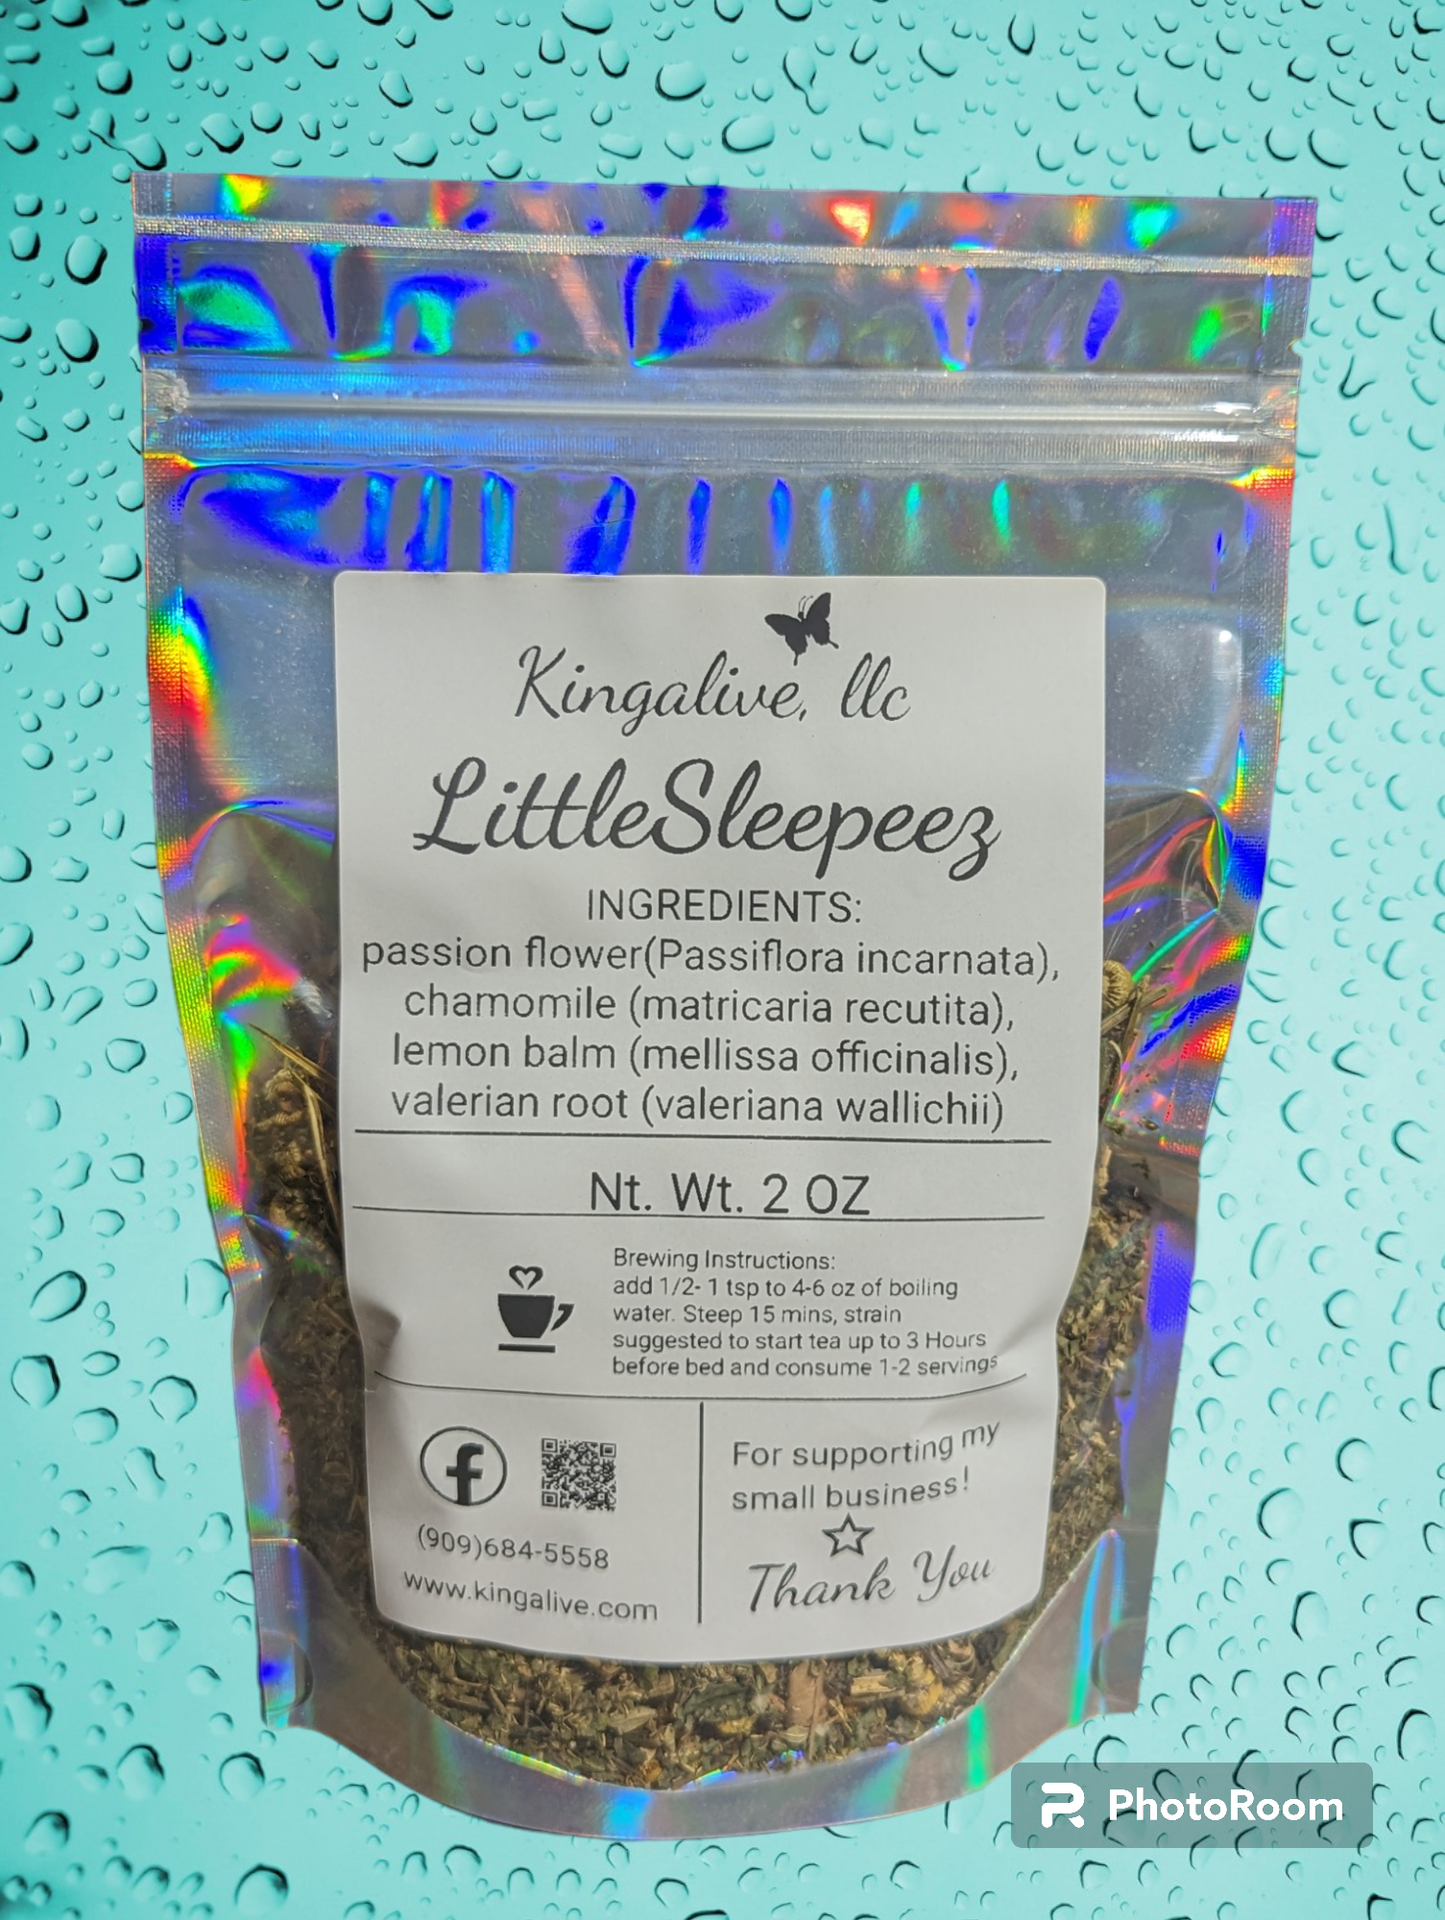 Kingalive, llc
LittleSleepeez
INGREDIENTS:
passion flower(Passiflora incarnata),
chamomile (matricaria recutita),
lemon balm (mellissa officinalis),
valerian root (valeriana wallichii)
Nt. Wt. 2 OZ
Brewing Instructions:
add 1/2- 1 tsp to 4-6 oz of boiling
water. Steep 15 mins, strain
suggested to start tea up to 3 Hours
before bed and consume 1-2 servings
f
(909)684-5558
www.kingalive.com
For supporting my
small business!
Thank You
PhotoRoom